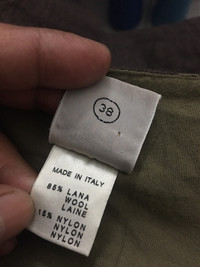 38
MADE IN ITALY
85% LANA
WOOL
LAINE
15% NYLON
NYLON
NYLON